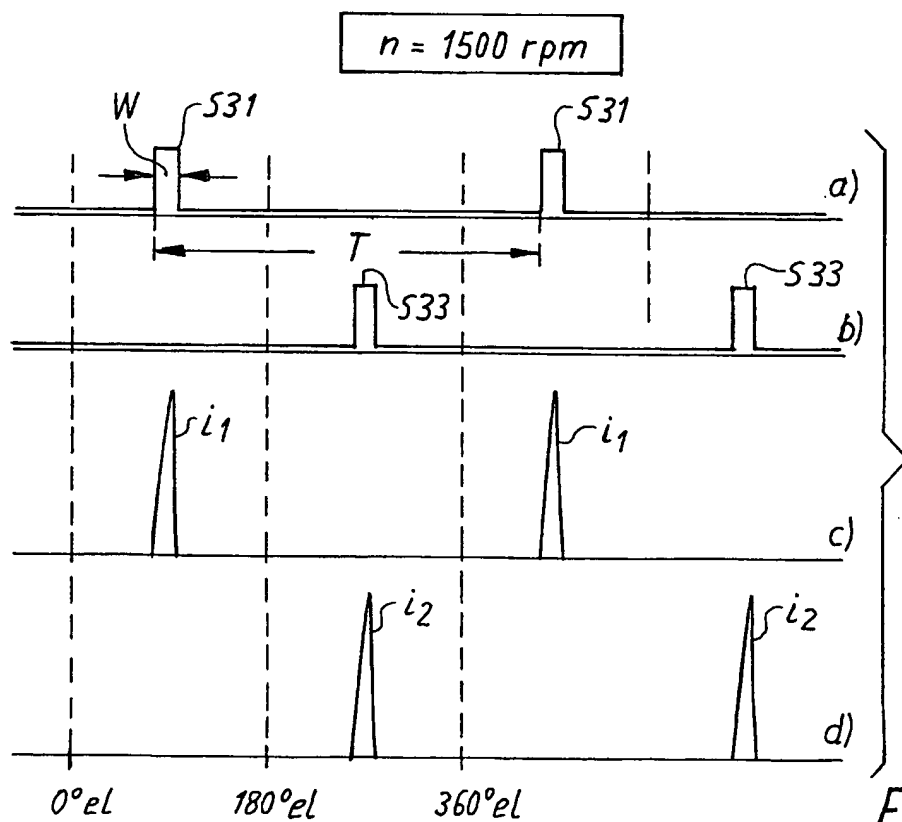 n = 1500 rpm
W
S31
S31
a)
T
S33
S33
b)
i1
i1
c)
i2
i2
d)
0°el
180°el
360°el
F